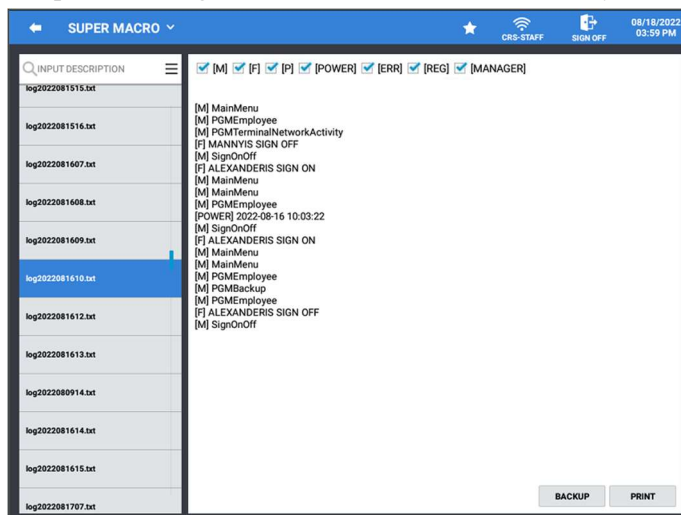 SUPER MACRO
CRS-STAFF
SIGN OFF
08/18/2022
03:59 PM
INPUT DESCRIPTION
log2022081515.txt
log2022081516.txt
log2022081607.txt
log2022081608.txt
log2022081609.txt
log2022081610.txt
log2022081612.txt
log2022081613.txt
log2022080914.txt
log2022081614.txt
log2022081615.txt
log2022081707.txt
[M] [F] [P] [POWER] [ERR] [REG] [MANAGER]
[M] MainMenu
[M] PGMEmployee
[M] PGMTerminalNetworkActivity
[F] MANNYIS SIGN OFF
[M] SignOnOff
[F] ALEXANDERIS SIGN ON
[M] MainMenu
[M] MainMenu
[M] PGMEmployee
[POWER] 2022-08-16 10:03:22
[M] SignOnOff
[F] ALEXANDERIS SIGN ON
[M] MainMenu
[M] MainMenu
[M] PGMEmployee
[M] PGMBackup
[M] PGMEmployee
[F] ALEXANDERIS SIGN OFF
[M] SignOnOff
BACKUP PRINT